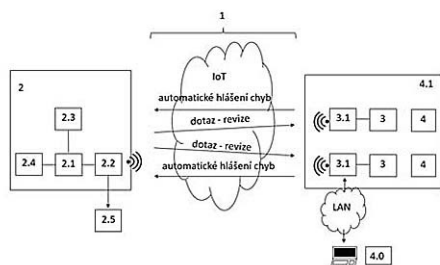 1
IoT
2
4.1
automatické hlášení chyb
2.3
dotaz - revize
3.1
3
4
2.4
2.1
2.2
dotaz - revize
3.1
3
4
automatické hlášení chyb
2.5
LAN
4.0